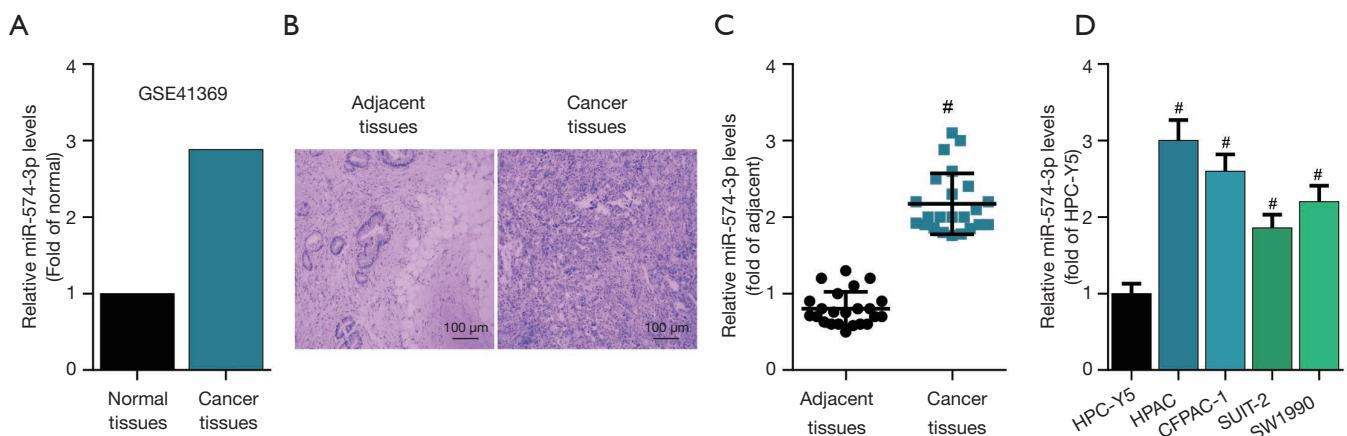 A
Relative miR-574-3p levels
(Fold of normal)
4
3
2
1
0
GSE41369
Normal
tissues
Cancer
tissues
B
Adjacent
tissues
Cancer
tissues
100 μm
100 μm
C
Relative miR-574-3p levels
(fold of adjacent)
4
3
2
1
0
#
Adjacent
tissues
Cancer
tissues
D
Relative miR-574-3p levels
(fold of HPC-Y5)
4
3
2
1
0
#
#
#
#
HPC-Y5
HPAC
CFPAC-1
SUIT-2
SW1990